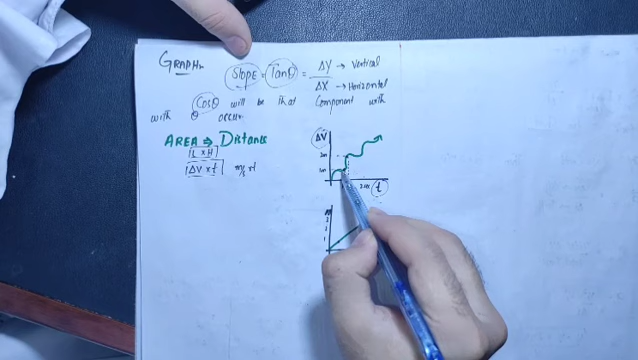 GRAPH
SLOPE = Tanθ = ΔY → Vertical
ΔX → Horizontal
Cosθ will be that Component with
with θ occur.
AREA ⇒ Distance
L × H
ΔV × t m/s × t
ΔV
t